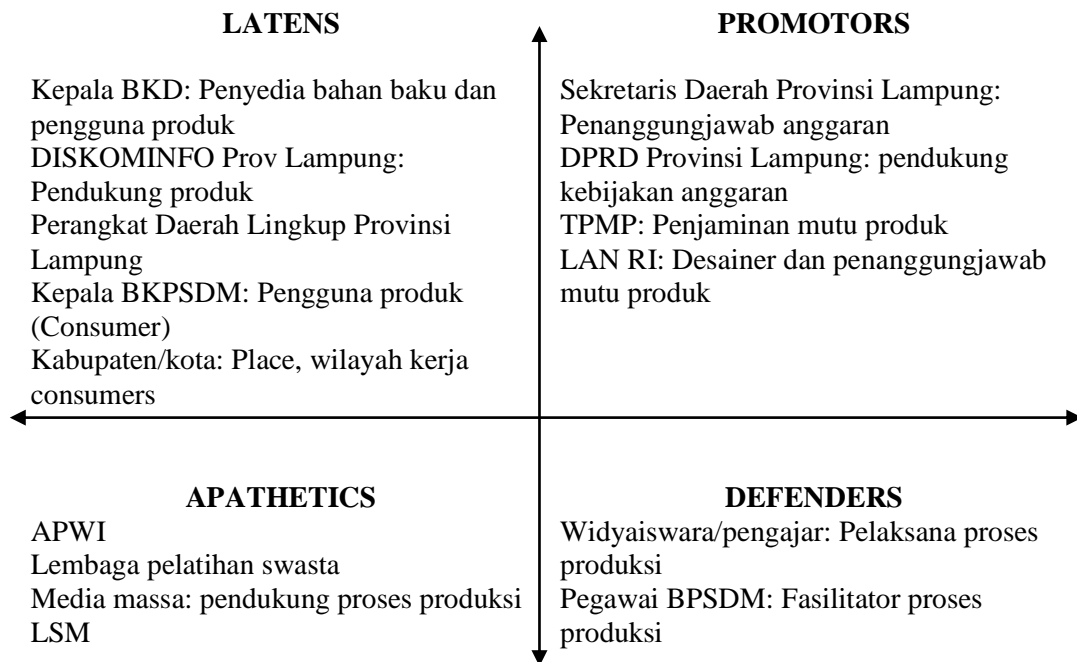 LATENS
Kepala BKD: Penyedia bahan baku dan
pengguna produk
DISKOMINFO Prov Lampung:
Pendukung produk
Perangkat Daerah Lingkup Provinsi
Lampung
Kepala BKPSDM: Pengguna produk
(Consumer)
Kabupaten/kota: Place, wilayah kerja
consumers
PROMOTORS
Sekretaris Daerah Provinsi Lampung:
Penanggungjawab anggaran
DPRD Provinsi Lampung: pendukung
kebijakan anggaran
TPMP: Penjaminan mutu produk
LAN RI: Desainer dan penanggungjawab
mutu produk
APATHETICS
APWI
Lembaga pelatihan swasta
Media massa: pendukung proses produksi
LSM
DEFENDERS
Widyaiswara/pengajar: Pelaksana proses
produksi
Pegawai BPSDM: Fasilitator proses
produksi